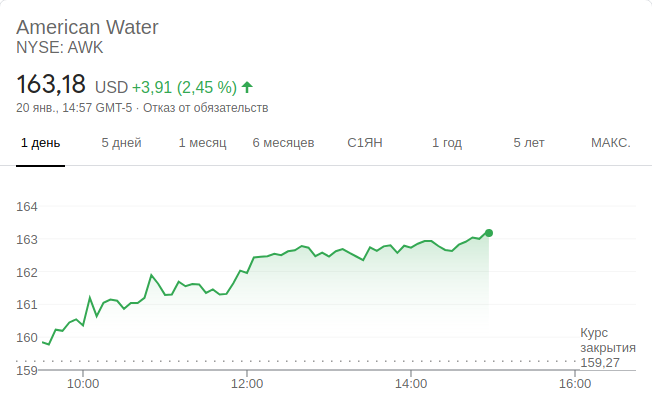 American Water
NYSE: AWK
163,18 USD +3,91 (2,45 %)
20 янв., 14:57 GMT-5 · Отказ от обязательств
1 день 5 дней 1 месяц 6 месяцев С1ЯН 1 год 5 лет МАКС.
164
163
162
161
160
Курс
закрытия
159,27
159
10:00 12:00 14:00 16:00